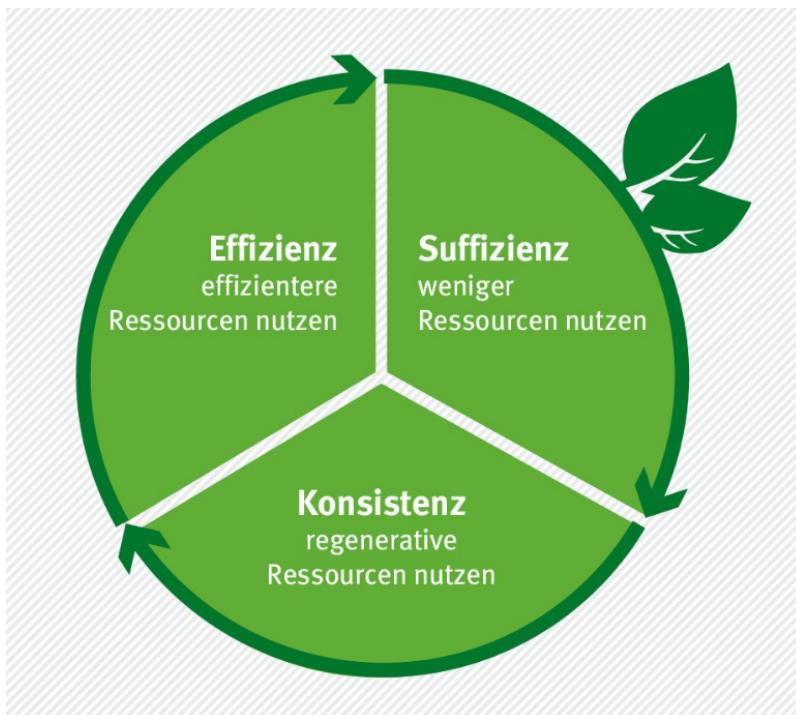 Effizienz
effizientere
Ressourcen nutzen
Suffizienz
weniger
Ressourcen nutzen
Konsistenz
regenerative
Ressourcen nutzen